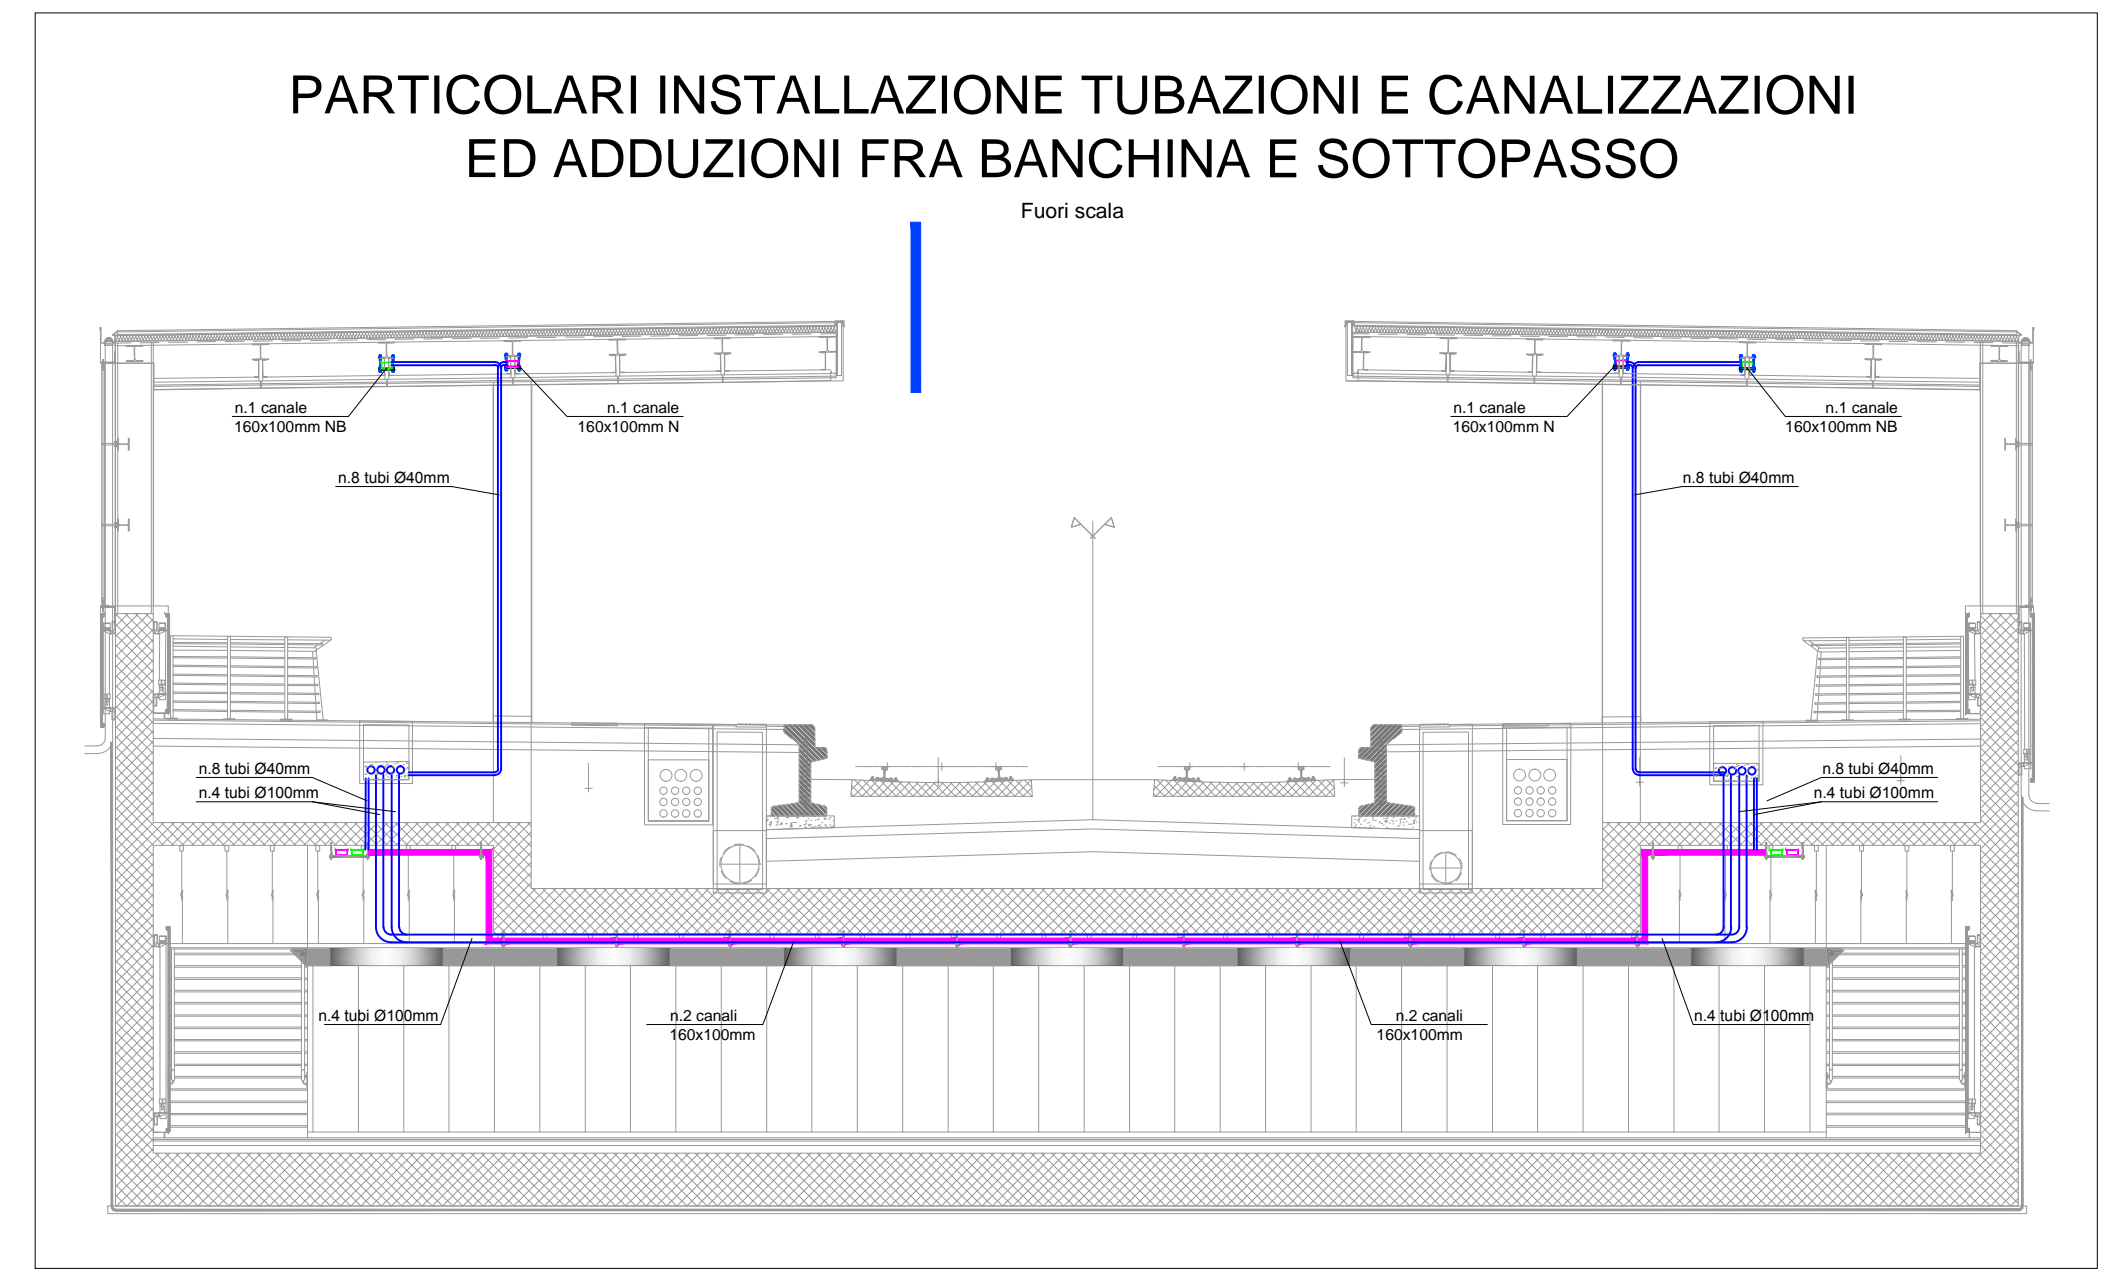 PARTICOLARI INSTALLAZIONE TUBAZIONI E CANALIZZAZIONI
ED ADDUZIONI FRA BANCHINA E SOTTOPASSO
Fuori scala
n.1 canale
160x100mm NB
n.1 canale
160x100mm N
n.1 canale
160x100mm N
n.1 canale
160x100mm NB
n.8 tubi Ø40mm
n.8 tubi Ø40mm
n.8 tubi Ø40mm
n.4 tubi Ø100mm
n.8 tubi Ø40mm
n.4 tubi Ø100mm
n.4 tubi Ø100mm
n.2 canali
160x100mm
n.2 canali
160x100mm
n.4 tubi Ø100mm